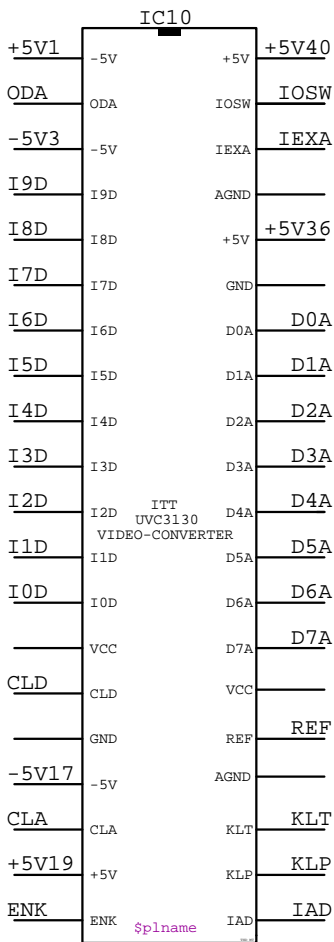 IC10
+5V1 -5V +5V +5V40
ODA ODA IOSW IOSW
-5V3 -5V IEXA IEXA
I9D I9D AGND
I8D I8D +5V +5V36
I7D I7D GND
I6D I6D D0A D0A
I5D I5D D1A D1A
I4D I4D D2A D2A
I3D I3D D3A D3A
ITT
I2D I2D D4A D4A
UVC3130
VIDEO-CONVERTER
I1D I1D D5A D5A
I0D I0D D6A D6A
VCC D7A D7A
CLD CLD VCC
GND REF REF
-5V17 -5V AGND
CLA CLA KLT KLT
+5V19 +5V KLP KLP
ENK ENK $plname IAD IAD